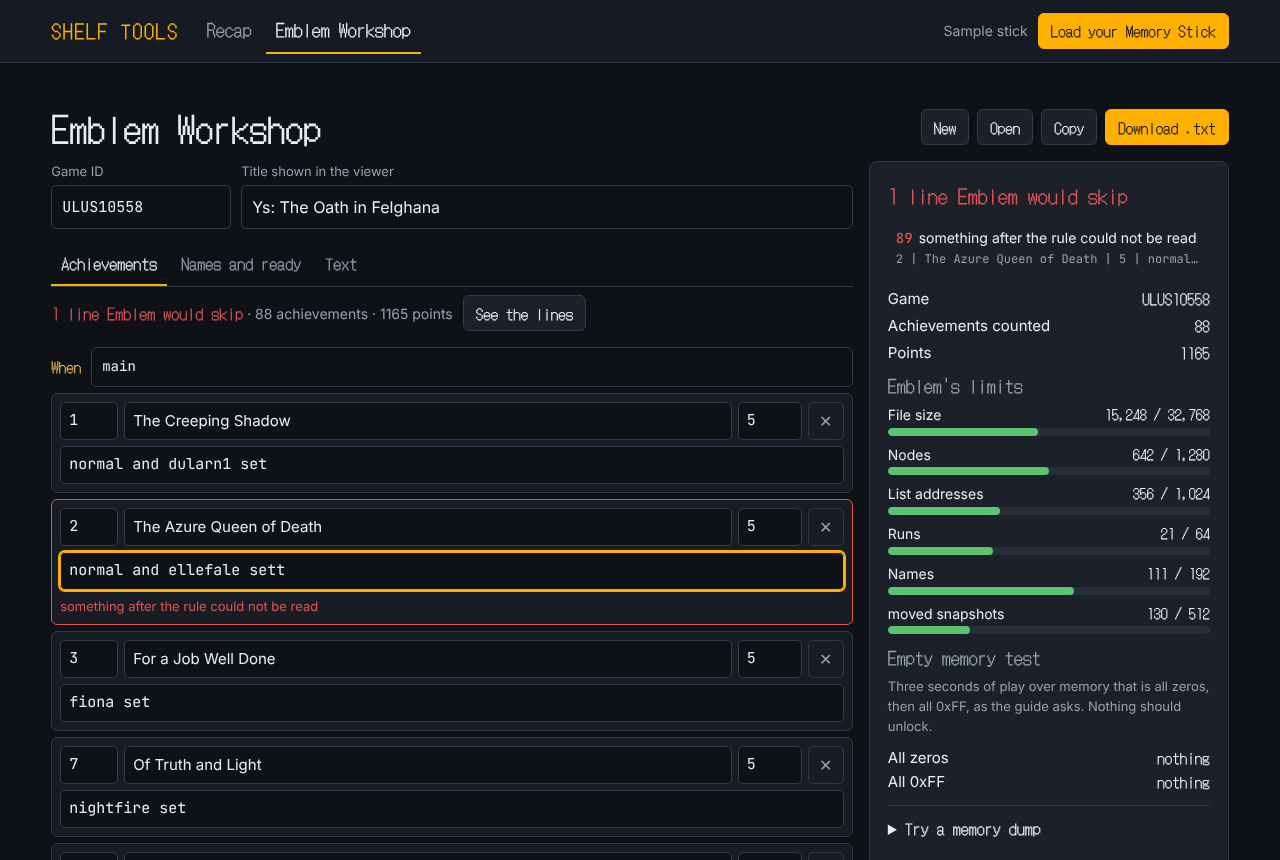 SHELF TOOLS Recap Emblem Workshop Sample stick Load your Memory Stick
Emblem Workshop New Open Copy Download .txt
Game ID Title shown in the viewer
ULUS10558 Ys: The Oath in Felghana
Achievements Names and ready Text
1 line Emblem would skip · 88 achievements · 1165 points See the lines
When main
1 The Creeping Shadow 5 ×
normal and dularn1 set
2 The Azure Queen of Death 5 ×
normal and ellefale sett
something after the rule could not be read
3 For a Job Well Done 5 ×
fiona set
7 Of Truth and Light 5 ×
nightfire set
1 line Emblem would skip
89 something after the rule could not be read
2 | The Azure Queen of Death | 5 | normal…
Game ULUS10558
Achievements counted 88
Points 1165
Emblem's limits
File size 15,248 / 32,768
Nodes 642 / 1,280
List addresses 356 / 1,024
Runs 21 / 64
Names 111 / 192
moved snapshots 130 / 512
Empty memory test
Three seconds of play over memory that is all zeros,
then all 0xFF, as the guide asks. Nothing should
unlock.
All zeros nothing
All 0xFF nothing
▶ Try a memory dump